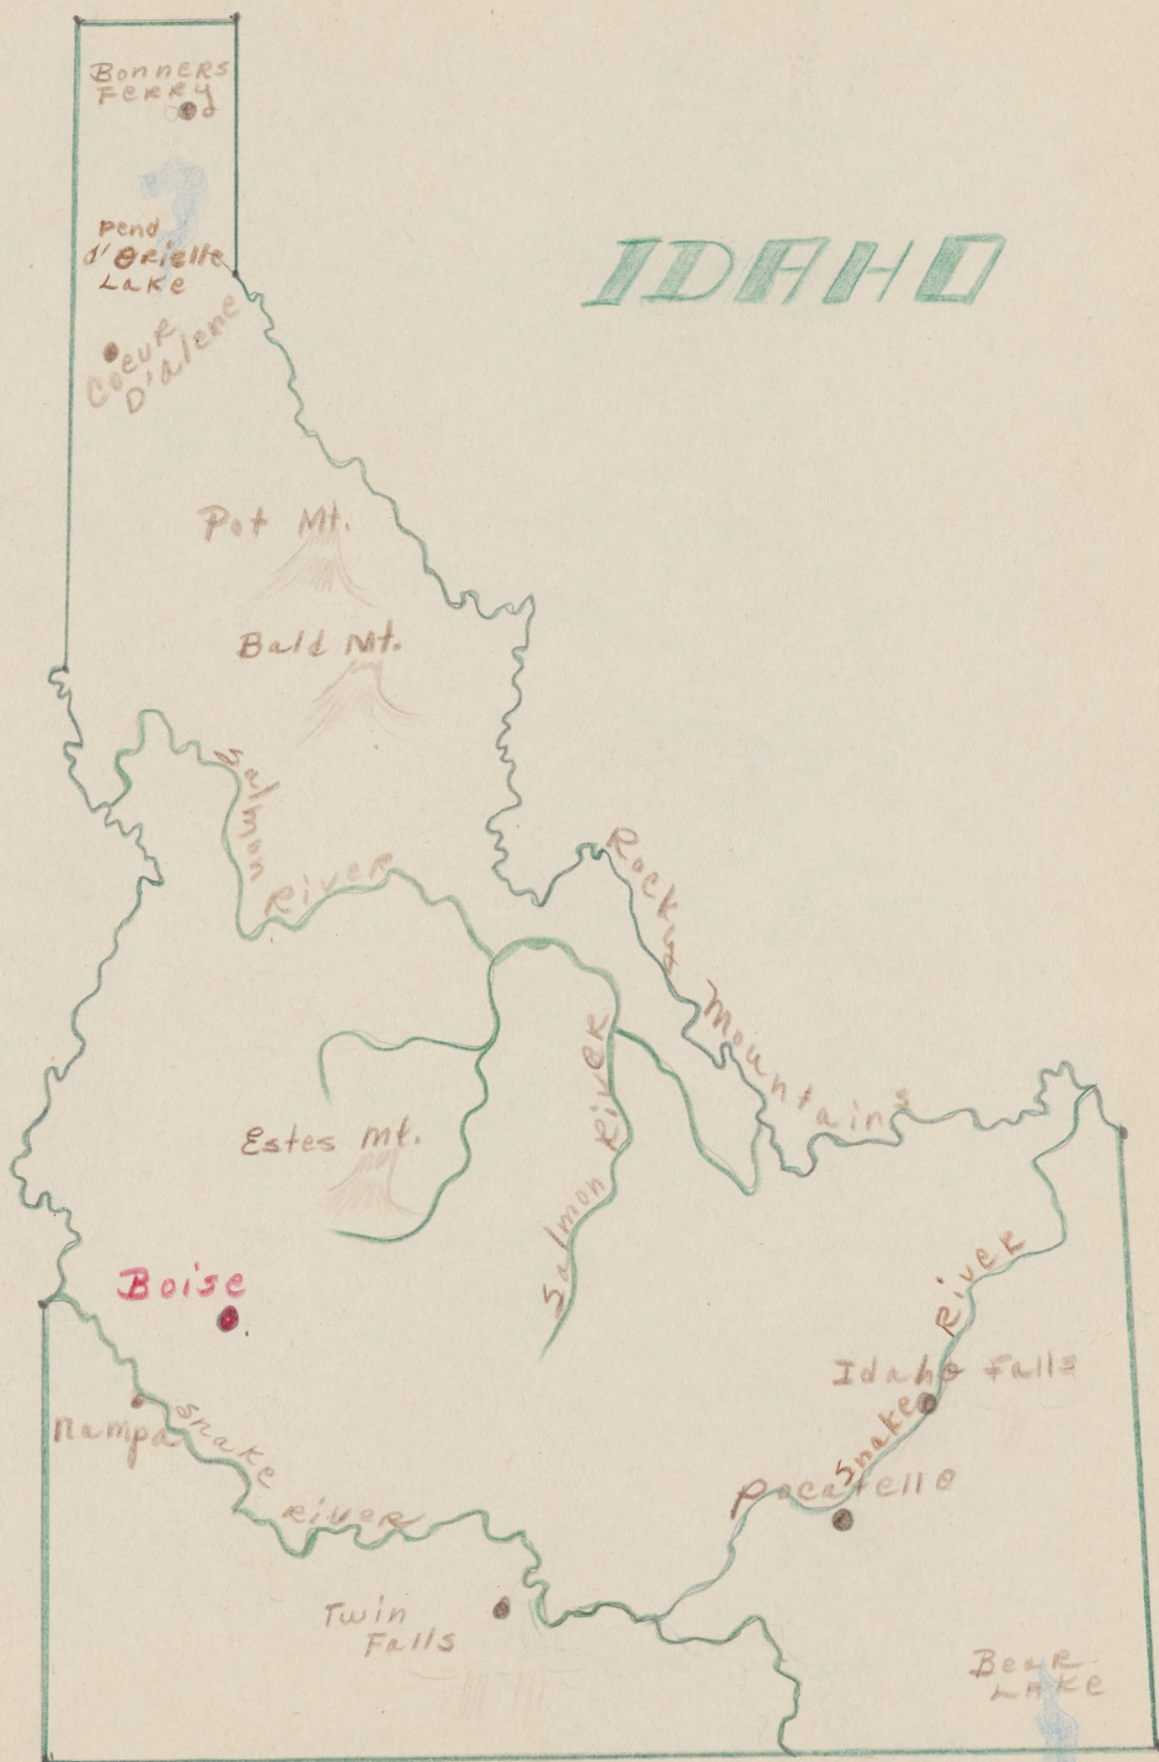 Bonners
Ferry
IDAHO
Pend
d'Orielle
Lake
Coeur
D'alene
Pot Mt.
Bald Mt.
Salmon River
Rocky Mountains
Salmon River
Estes Mt.
Boise
Snake River
Idaho Falls
Nampa
Snake River
Pocatello
Twin
Falls
Bear
Lake